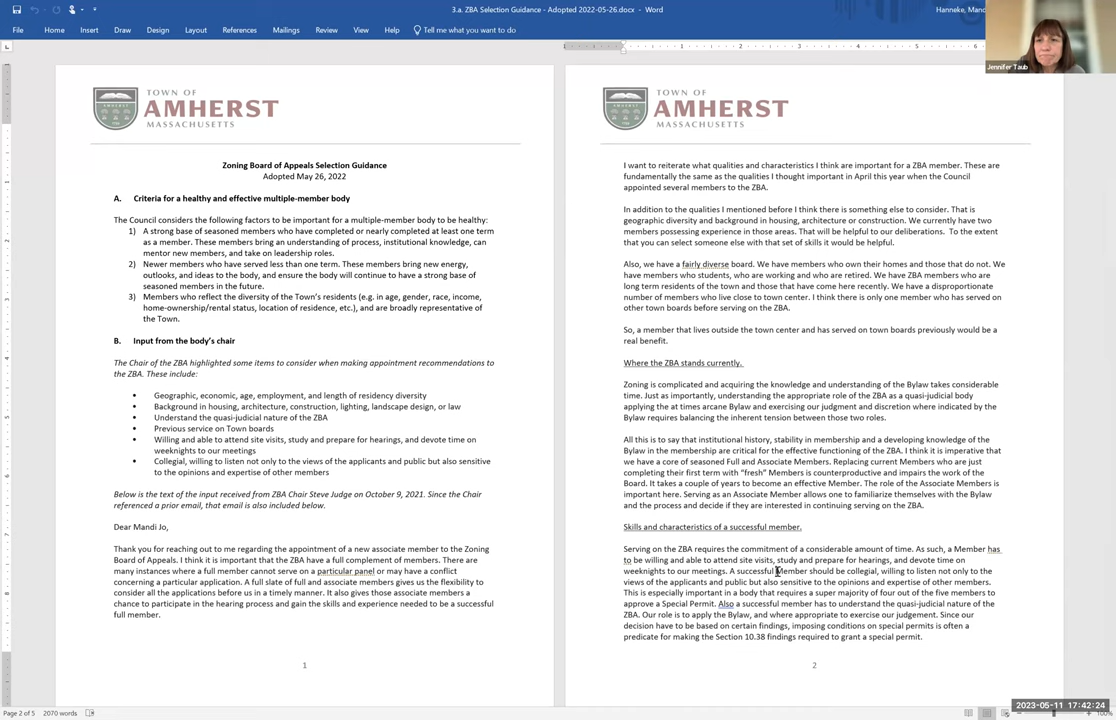 3.a. ZBA Selection Guidance - Adopted 2022-05-26.docx - Word
Hanneke, Mand
File Home Insert Draw Design Layout References Mailings Review View Help Tell me what you want to do
Jennifer Taub
TOWN OF
AMHERST
MASSACHUSETTS
Zoning Board of Appeals Selection Guidance
Adopted May 26, 2022
A. Criteria for a healthy and effective multiple-member body
The Council considers the following factors to be important for a multiple-member body to be healthy:
1) A strong base of seasoned members who have completed or nearly completed at least one term
as a member. These members bring an understanding of process, institutional knowledge, can
mentor new members, and take on leadership roles.
2) Newer members who have served less than one term. These members bring new energy,
outlooks, and ideas to the body, and ensure the body will continue to have a strong base of
seasoned members in the future.
3) Members who reflect the diversity of the Town's residents (e.g. in age, gender, race, income,
home-ownership/rental status, location of residence, etc.), and are broadly representative of
the Town.
B. Input from the body's chair
The Chair of the ZBA highlighted some items to consider when making appointment recommendations to
the ZBA. These include:
• Geographic, economic, age, employment, and length of residency diversity
• Background in housing, architecture, construction, lighting, landscape design, or law
• Understand the quasi-judicial nature of the ZBA
• Previous service on Town boards
• Willing and able to attend site visits, study and prepare for hearings, and devote time on
weeknights to our meetings
• Collegial, willing to listen not only to the views of the applicants and public but also sensitive
to the opinions and expertise of other members
Below is the text of the input received from ZBA Chair Steve Judge on October 9, 2021. Since the Chair
referenced a prior email, that email is also included below.
Dear Mandi Jo,
Thank you for reaching out to me regarding the appointment of a new associate member to the Zoning
Board of Appeals. I think it is important that the ZBA have a full complement of members. There are
many instances where a full member cannot serve on a particular panel or may have a conflict
concerning a particular application. A full slate of full and associate members gives us the flexibility to
consider all the applications before us in a timely manner. It also gives those associate members a
chance to participate in the hearing process and gain the skills and experience needed to be a successful
full member.
1
TOWN OF
AMHERST
MASSACHUSETTS
I want to reiterate what qualities and characteristics I think are important for a ZBA member. These are
fundamentally the same as the qualities I thought important in April this year when the Council
appointed several members to the ZBA.
In addition to the qualities I mentioned before I think there is something else to consider. That is
geographic diversity and background in housing, architecture or construction. We currently have two
members possessing experience in those areas. That will be helpful to our deliberations. To the extent
that you can select someone else with that set of skills it would be helpful.
Also, we have a fairly diverse board. We have members who own their homes and those that do not. We
have members who students, who are working and who are retired. We have ZBA members who are
long term residents of the town and those that have come here recently. We have a disproportionate
number of members who live close to town center. I think there is only one member who has served on
other town boards before serving on the ZBA.
So, a member that lives outside the town center and has served on town boards previously would be a
real benefit.
Where the ZBA stands currently.
Zoning is complicated and acquiring the knowledge and understanding of the Bylaw takes considerable
time. Just as importantly, understanding the appropriate role of the ZBA as a quasi-judicial body
applying the at times arcane Bylaw and exercising our judgment and discretion where indicated by the
Bylaw requires balancing the inherent tension between those two roles.
All this is to say that institutional history, stability in membership and a developing knowledge of the
Bylaw in the membership are critical for the effective functioning of the ZBA. I think it is imperative that
we have a core of seasoned Full and Associate Members. Replacing current Members who are just
completing their first term with "fresh" Members is counterproductive and impairs the work of the
Board. It takes a couple of years to become an effective Member. The role of the Associate Members is
important here. Serving as an Associate Member allows one to familiarize themselves with the Bylaw
and the process and decide if they are interested in continuing serving on the ZBA.
Skills and characteristics of a successful member.
Serving on the ZBA requires the commitment of a considerable amount of time. As such, a Member has
to be willing and able to attend site visits, study and prepare for hearings, and devote time on
weeknights to our meetings. A successful Member should be collegial, willing to listen not only to the
views of the applicants and public but also sensitive to the opinions and expertise of other members.
This is especially important in a body that requires a super majority of four out of the five members to
approve a Special Permit. Also a successful member has to understand the quasi-judicial nature of the
ZBA. Our role is to apply the Bylaw, and where appropriate to exercise our judgement. Since our
decision have to be based on certain findings, imposing conditions on special permits is often a
predicate for making the Section 10.38 findings required to grant a special permit.
2
Page 2 of 5 2070 words
2023-05-11 17:42:24
100%